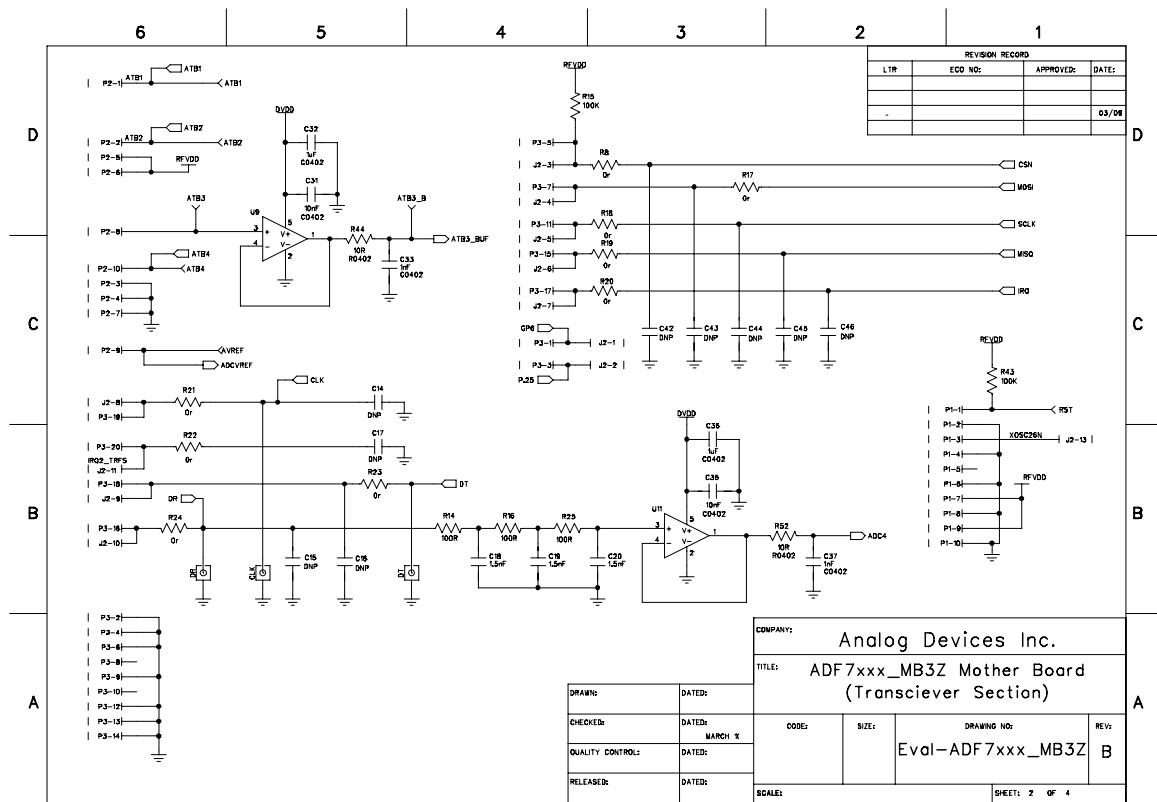 6 5 4 3 2 1
REVISION RECORD
LTR ECO NO: APPROVED: DATE:
-
D
D
P2-1 ATB1
ATB1
ATB1
P2-2 ATB2
ATB2
ATB2
P2-5
P2-6
RFVDD
P2-8
ATB3
DVDD
C32
1uF
C0402
C31
10nF
C0402
U9
3
4
5
1
2
+
-
V+
V-
R44
10R
R0402
ATB3_B
ATB3_BUF
C33
1nF
C0402
P2-10
ATB4
ATB4
P2-3
P2-4
P2-7
C
C
P2-9
AVREF
ADCVREF
RFVDD
R15
100K
P3-5
J2-3
R8
0r
CSN
P3-7
J2-4
R17
0r
MOSI
P3-11
J2-5
R18
0r
SCLK
P3-15
J2-6
R19
0r
MISO
P3-17
J2-7
R20
0r
IRQ
GP6
P3-1
J2-1
P3-3
J2-2
PJ25
C42
DNP
C43
DNP
C44
DNP
C45
DNP
C46
DNP
RFVDD
R43
100K
P1-1
RST
P1-2
P1-3
XOSC26N
J2-13
P1-4
P1-5
P1-6
RFVDD
P1-7
P1-8
P1-9
P1-10
J2-8
P3-19
R21
0r
CLK
C14
DNP
P3-20
IRQ2_TRFS
J2-11
R22
0r
C17
DNP
P3-18
J2-9
R23
0r
DT
B
B
DR
P3-16
J2-10
R24
0r
DR
CLK
C15
DNP
C16
DNP
DT
R14
100R
R16
100R
R25
100R
C18
1.5nF
C19
1.5nF
C20
1.5nF
DVDD
C36
1uF
C0402
C35
10nF
C0402
U11
3
4
5
1
2
+
-
V+
V-
R52
10R
R0402
ADC4
C37
1nF
C0402
P3-2
P3-4
P3-6
P3-8
P3-9
P3-10
P3-12
P3-13
P3-14
A
A
COMPANY:
Analog Devices Inc.
TITLE:
ADF7xxx_MB3Z Mother Board
(Transciever Section)
DRAWN: DATED:
CHECKED: DATED:
MARCH
QUALITY CONTROL: DATED:
RELEASED: DATED:
CODE: SIZE: DRAWING NO: REV:
Eval-ADF7xxx_MB3Z B
SCALE: SHEET: 2 OF 4